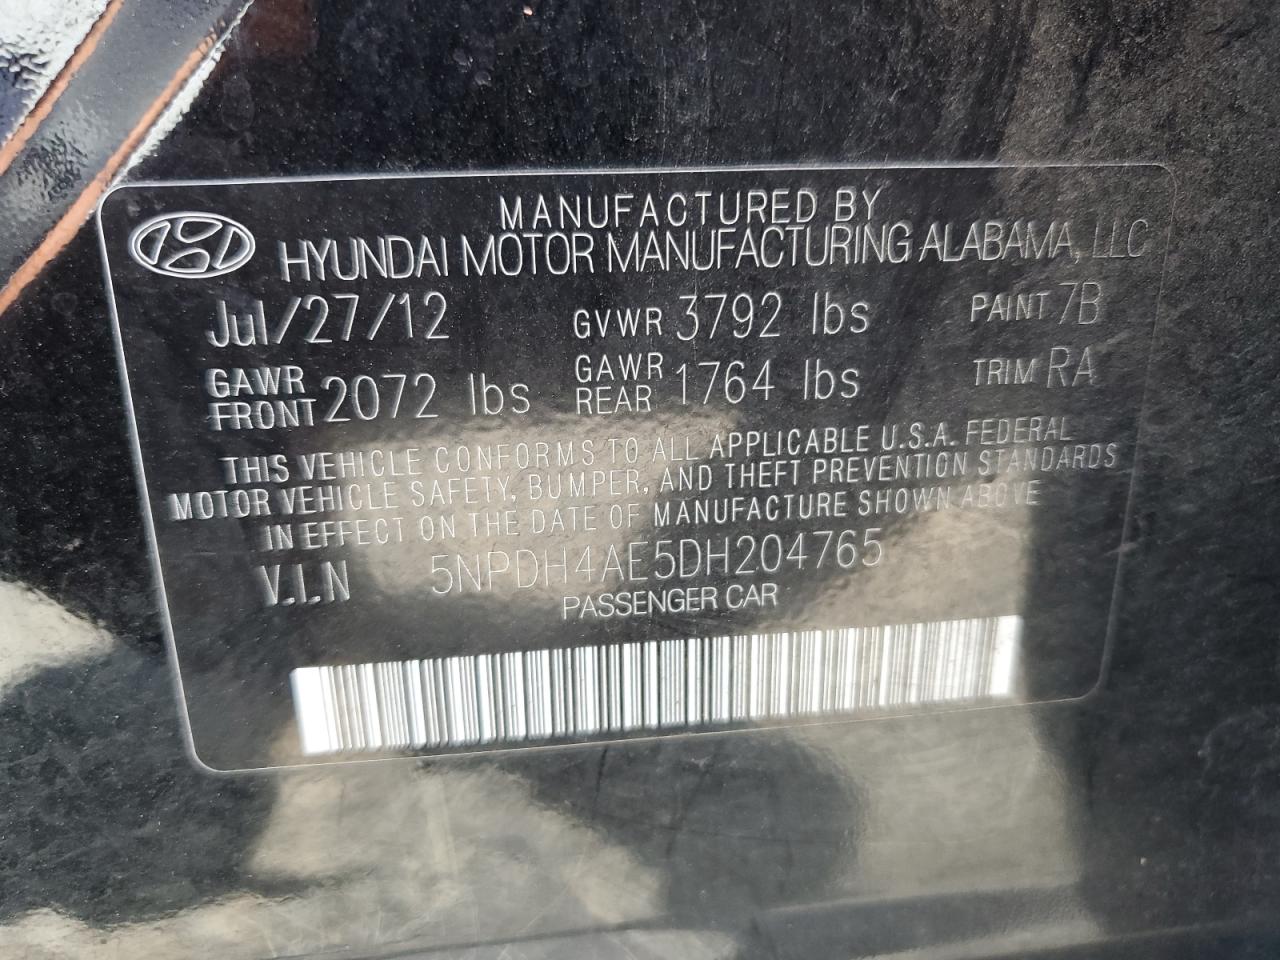 MANUFACTURED BY
HYUNDAI MOTOR MANUFACTURING ALABAMA, LLC
Jul/27/12 GVWR 3792 lbs PAINT 7B
GAWR FRONT 2072 lbs GAWR REAR 1764 lbs TRIM RA
THIS VEHICLE CONFORMS TO ALL APPLICABLE U.S.A. FEDERAL
MOTOR VEHICLE SAFETY, BUMPER, AND THEFT PREVENTION STANDARDS
IN EFFECT ON THE DATE OF MANUFACTURE SHOWN ABOVE
V.I.N 5NPDH4AE5DH204765
PASSENGER CAR